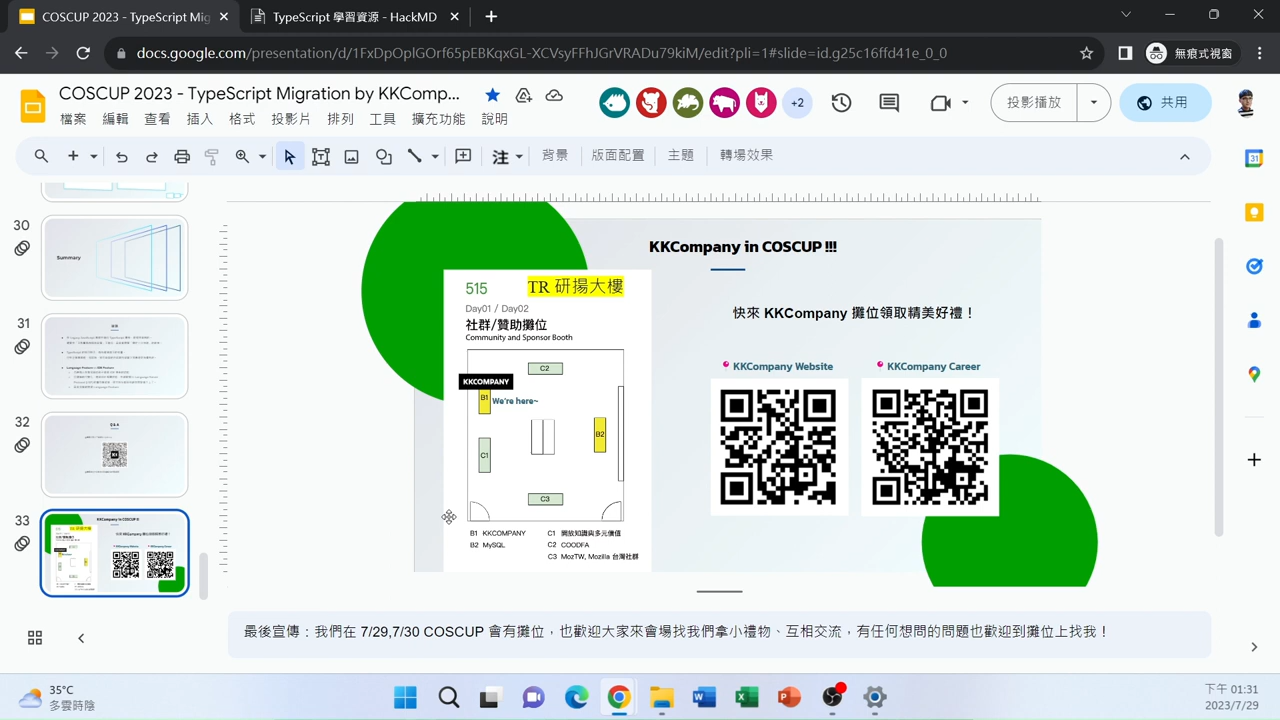 COSCUP 2023 - TypeScript Mig
TypeScript 學習資源 - HackMD
docs.google.com/presentation/d/1FxDpOplGOrf65pEBKqxGL-XCVsyFFhJGrVRADu79kiM/edit?pli=1#slide=id.g25c16ffd41e_0_0
無痕式視窗
COSCUP 2023 - TypeScript Migration by KKComp...
+2
投影播放
共用
檔案 編輯 查看 插入 格式 投影片 排列 工具 擴充功能 說明
注 背景 版面配置 主題 轉場效果
31
30
Summary
31
32
Q & A
33
KKCompany in COSCUP !!!
515 TR 研揚大樓
Day01 / Day02
社群/贊助攤位
Community and Sponsor booth
KKCOMPANY
B1 We're here~
B2
C1
C3
B1 KKCOMPANY C1 開放知識與多元價值
B2 MySQL C2 COODFA
C3 MozTW, Mozilla 台灣社群
快來 KKCompany 攤位領取精美好禮！
KKCompany Website KKCompany Career
最後宣傳：我們在 7/29,7/30 COSCUP 會有攤位，也歡迎大家來會場找我們拿小禮物、互相交流，有任何想問的問題也歡迎到攤位上找我！
35°C
多雲時陰
下午 01:31
2023/7/29